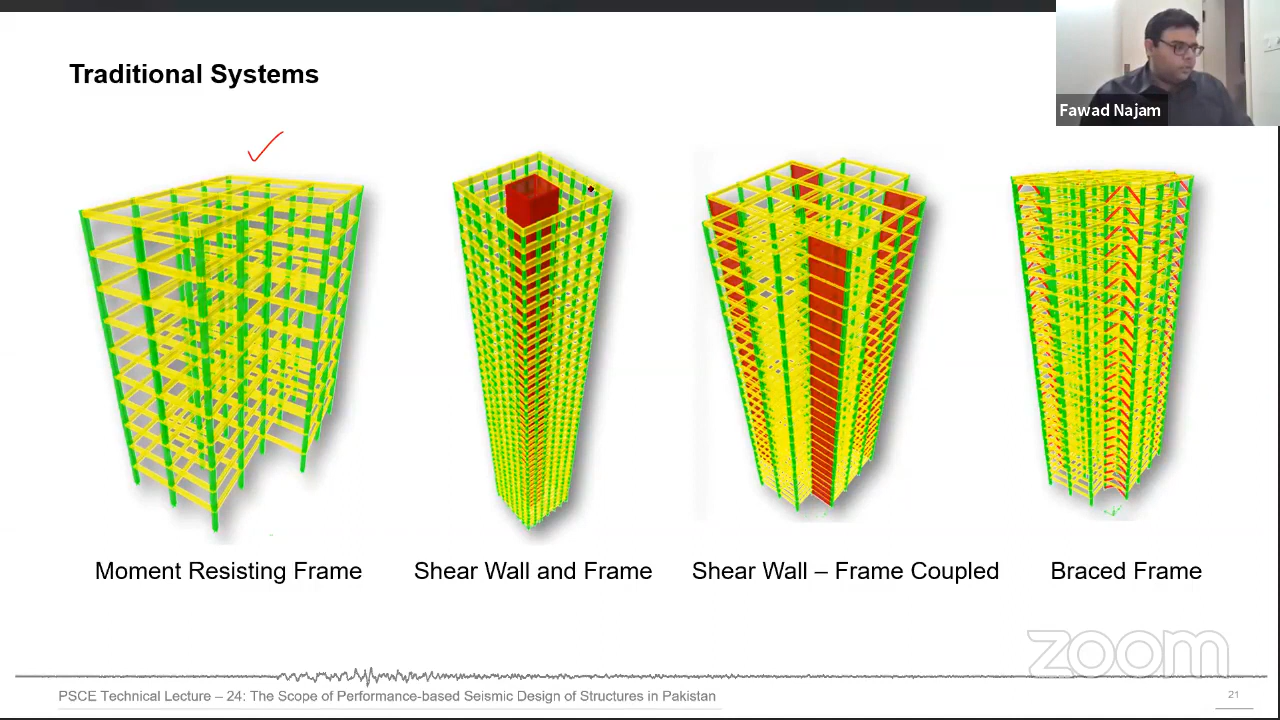 Traditional Systems
Fawad Najam
Moment Resisting Frame
Shear Wall and Frame
Shear Wall – Frame Coupled
Braced Frame
zoom
PSCE Technical Lecture – 24: The Scope of Performance-based Seismic Design of Structures in Pakistan
21